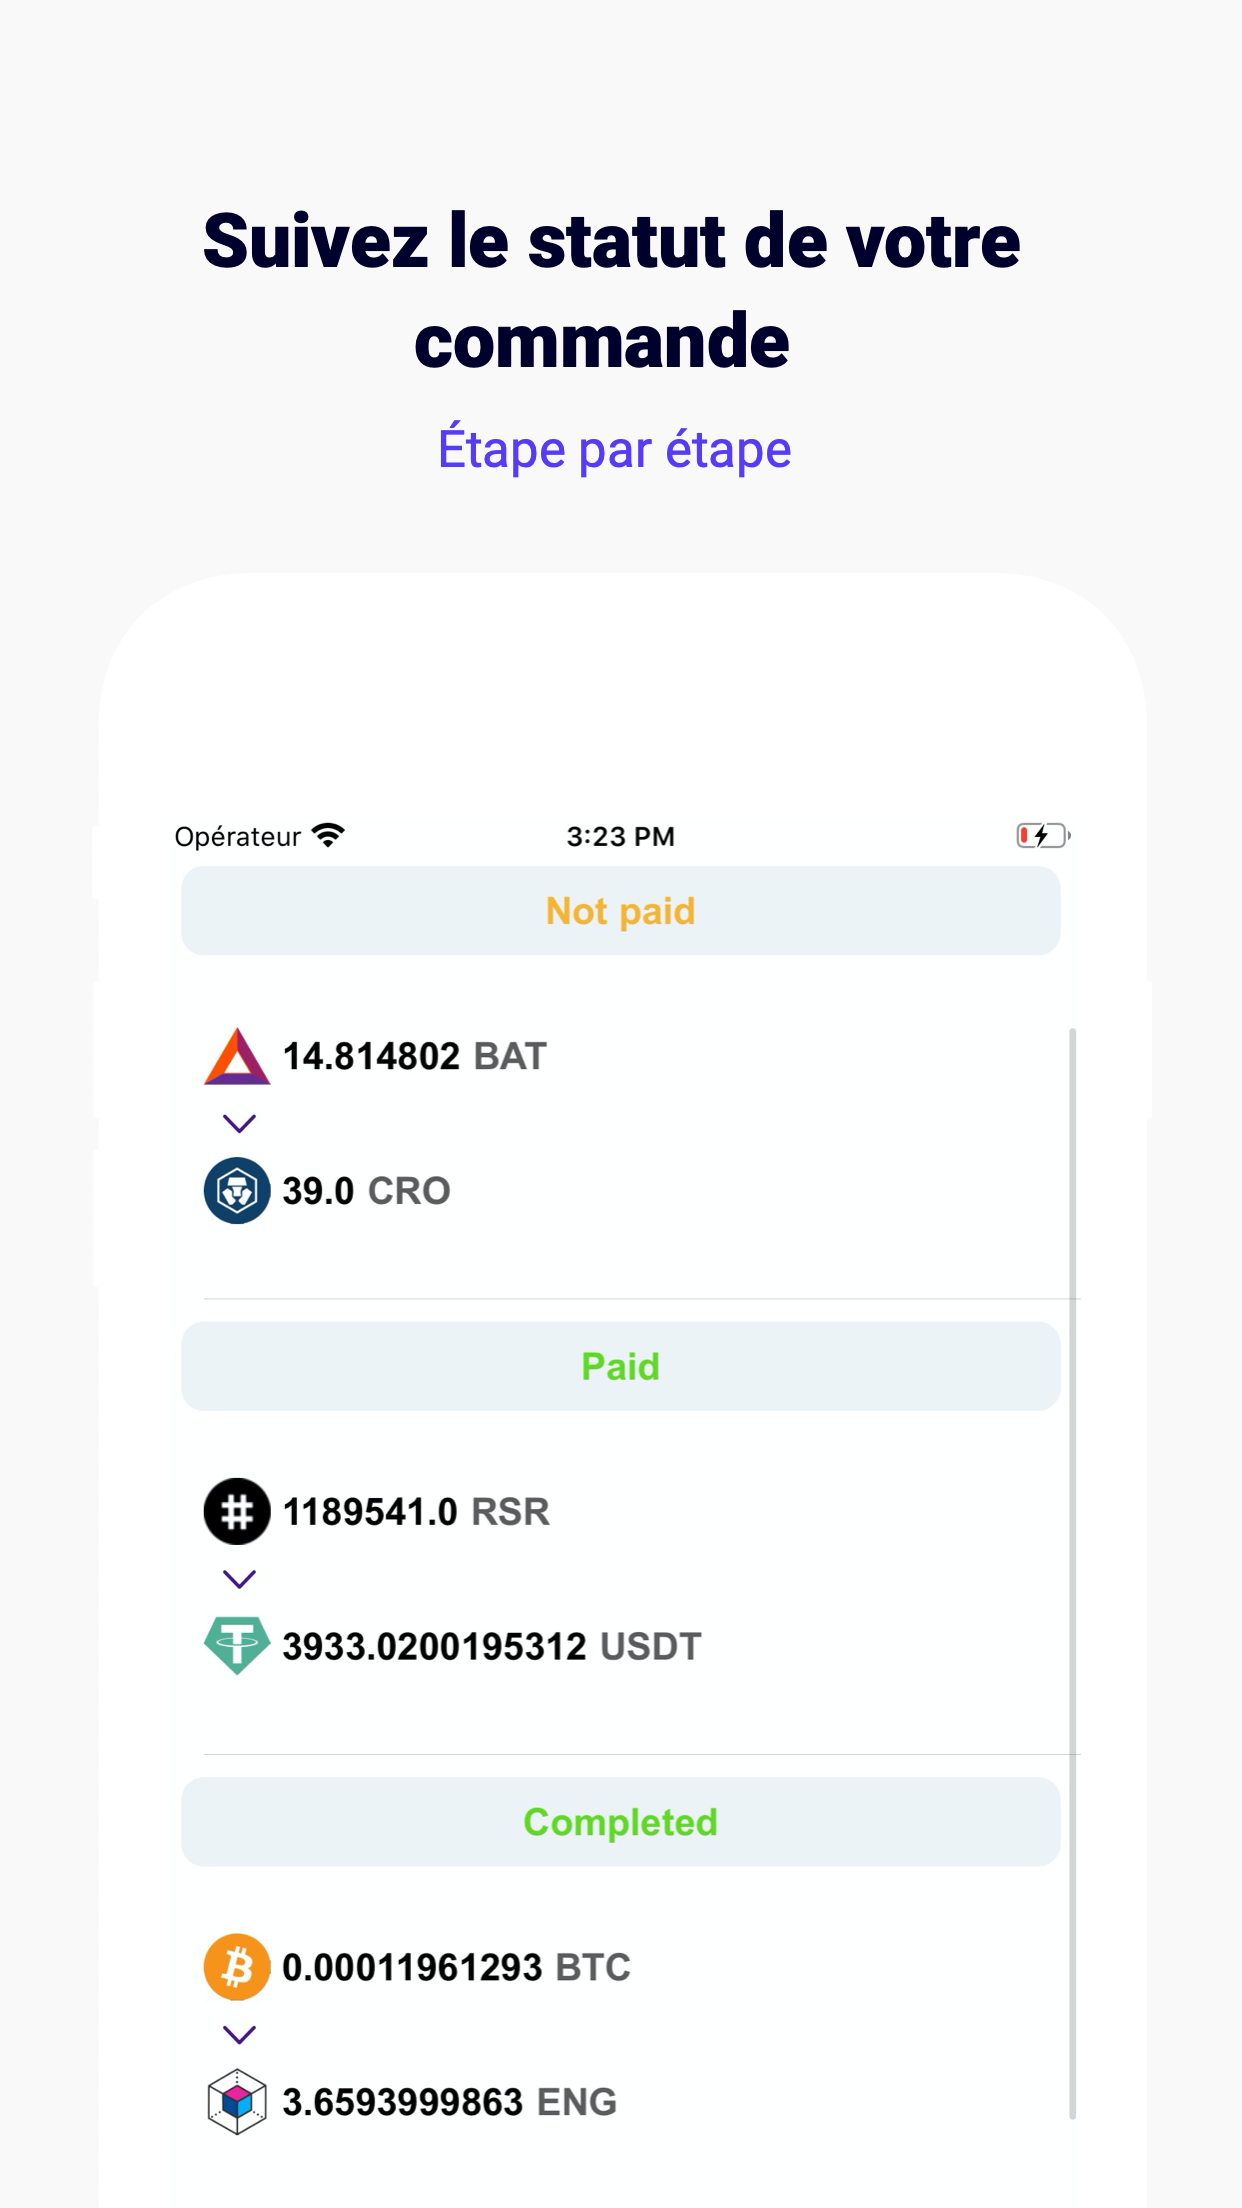 Suivez le statut de votre
commande
Étape par étape
Opérateur 3:23 PM
Not paid
14.814802 BAT
39.0 CRO
Paid
1189541.0 RSR
3933.0200195312 USDT
Completed
0.00011961293 BTC
3.6593999863 ENG